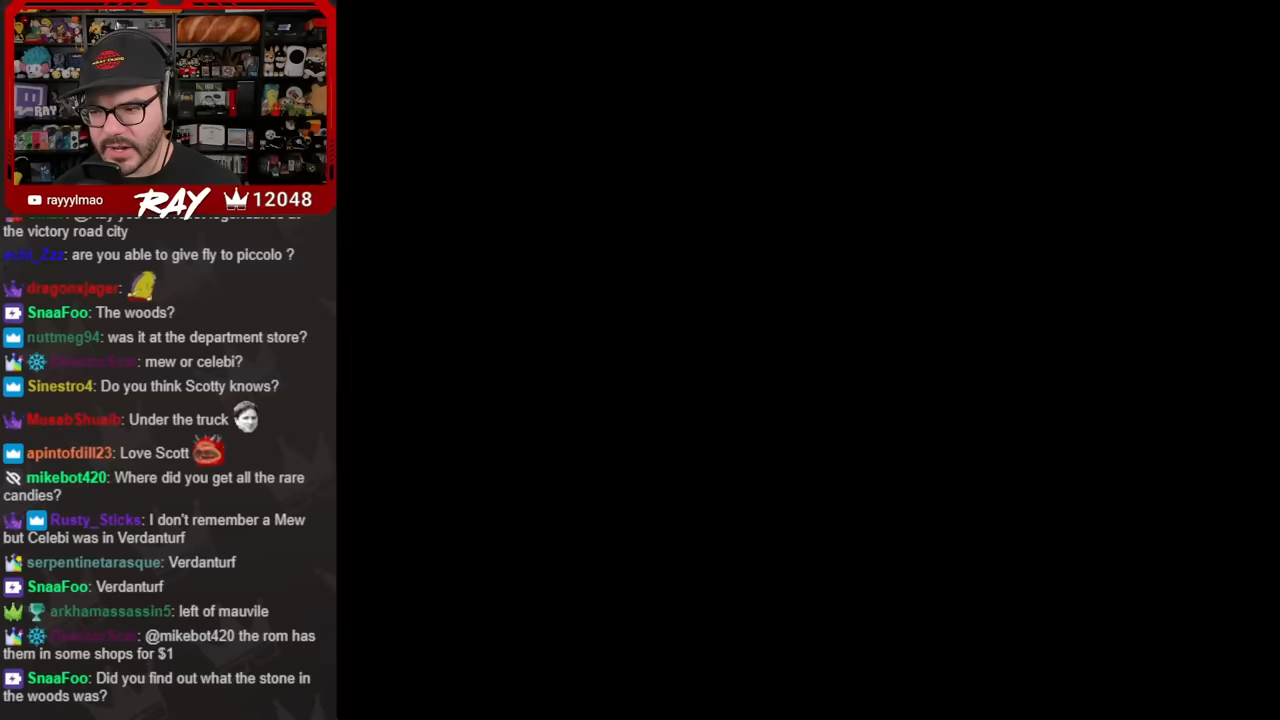 rayyylmao RAY 12048
the victory road city
: are you able to give fly to piccolo ?
dragonxjager:
SnaaFoo: The woods?
nuttmeg94: was it at the department store?
: mew or celebi?
Sinestro4: Do you think Scotty knows?
MusabShuaib: Under the truck
apintofdill23: Love Scott
mikebot420: Where did you get all the rare
candies?
Rusty_Sticks: I don't remember a Mew
but Celebi was in Verdanturf
serpentinetarasque: Verdanturf
SnaaFoo: Verdanturf
arkhamassassin5: left of mauvile
: @mikebot420 the rom has
them in some shops for $1
SnaaFoo: Did you find out what the stone in
the woods was?